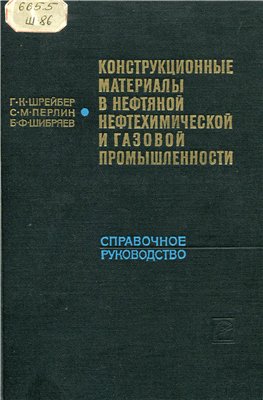 665.5
Ш-86
Г·К·ШРЕЙБЕР
С·М·ПЕРЛИН
Б·Ф·ШИБРЯЕВ
КОНСТРУКЦИОННЫЕ
МАТЕРИАЛЫ
В НЕФТЯНОЙ
НЕФТЕХИМИЧЕСКОЙ
И ГАЗОВОЙ
ПРОМЫШЛЕННОСТИ
СПРАВОЧНОЕ
РУКОВОДСТВО